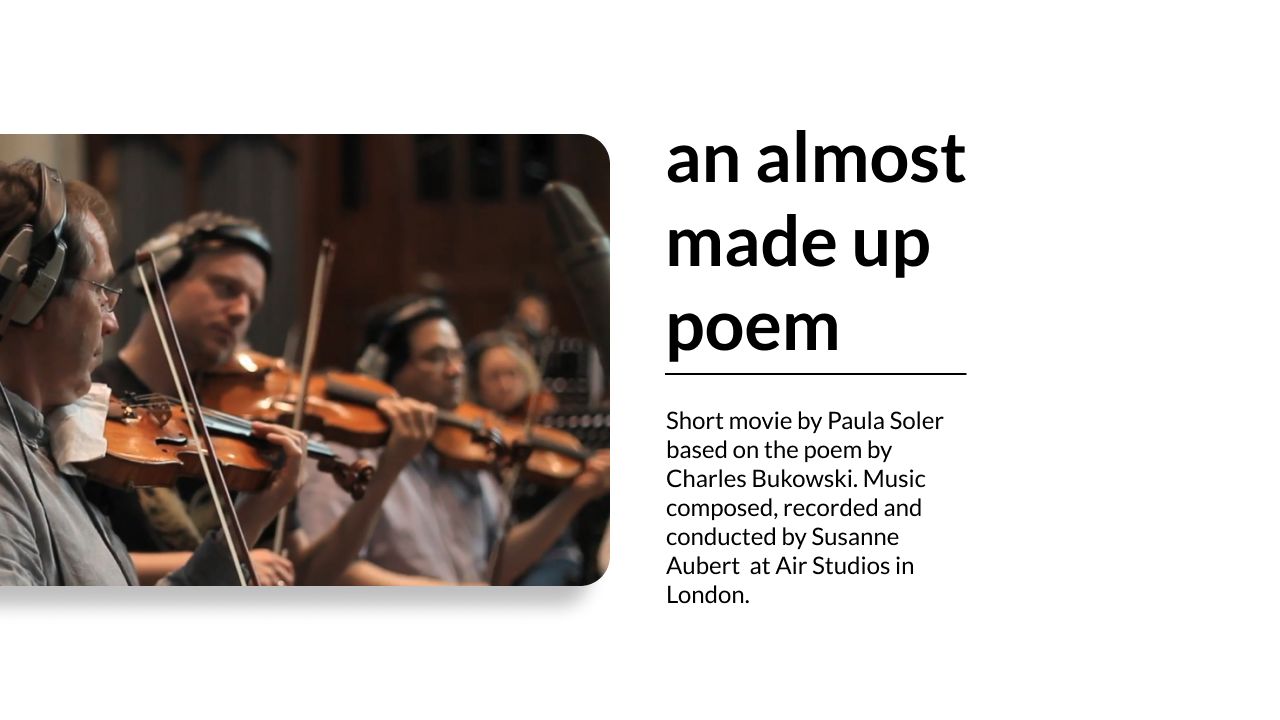 an almost
made up
poem
Short movie by Paula Soler
based on the poem by
Charles Bukowski. Music
composed, recorded and
conducted by Susanne
Aubert  at Air Studios in
London.